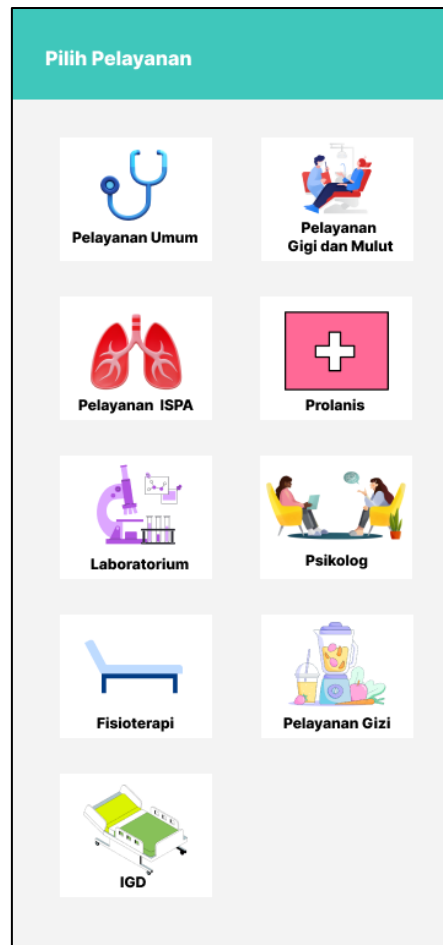 Pilih Pelayanan
Pelayanan Umum
Pelayanan
Gigi dan Mulut
Pelayanan ISPA
Prolanis
Laboratorium
Psikolog
Fisioterapi
Pelayanan Gizi
IGD